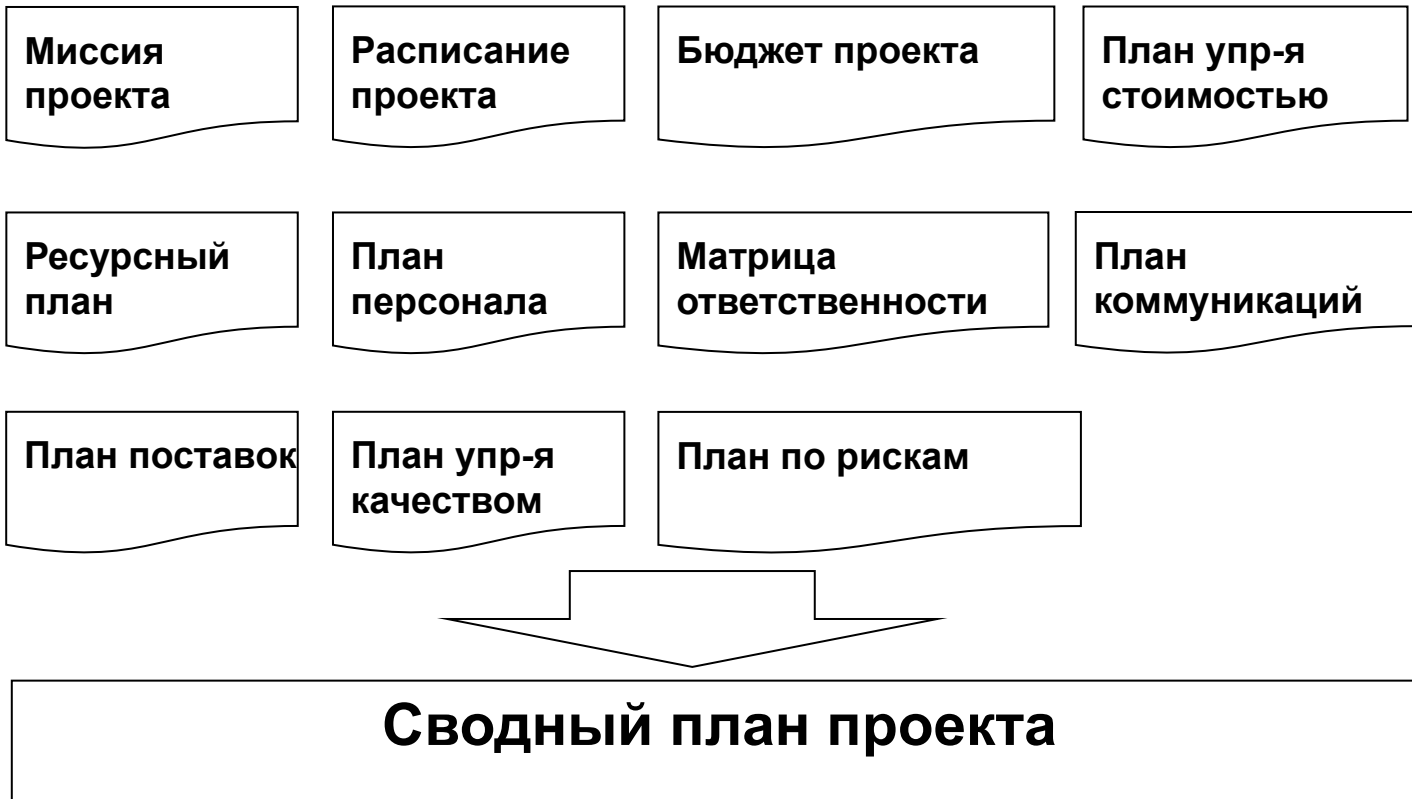 Миссия
проекта
Расписание
проекта
Бюджет проекта
План упр-я
стоимостью
Ресурсный
план
План
персонала
Матрица
ответственности
План
коммуникаций
План поставок
План упр-я
качеством
План по рискам
Сводный план проекта